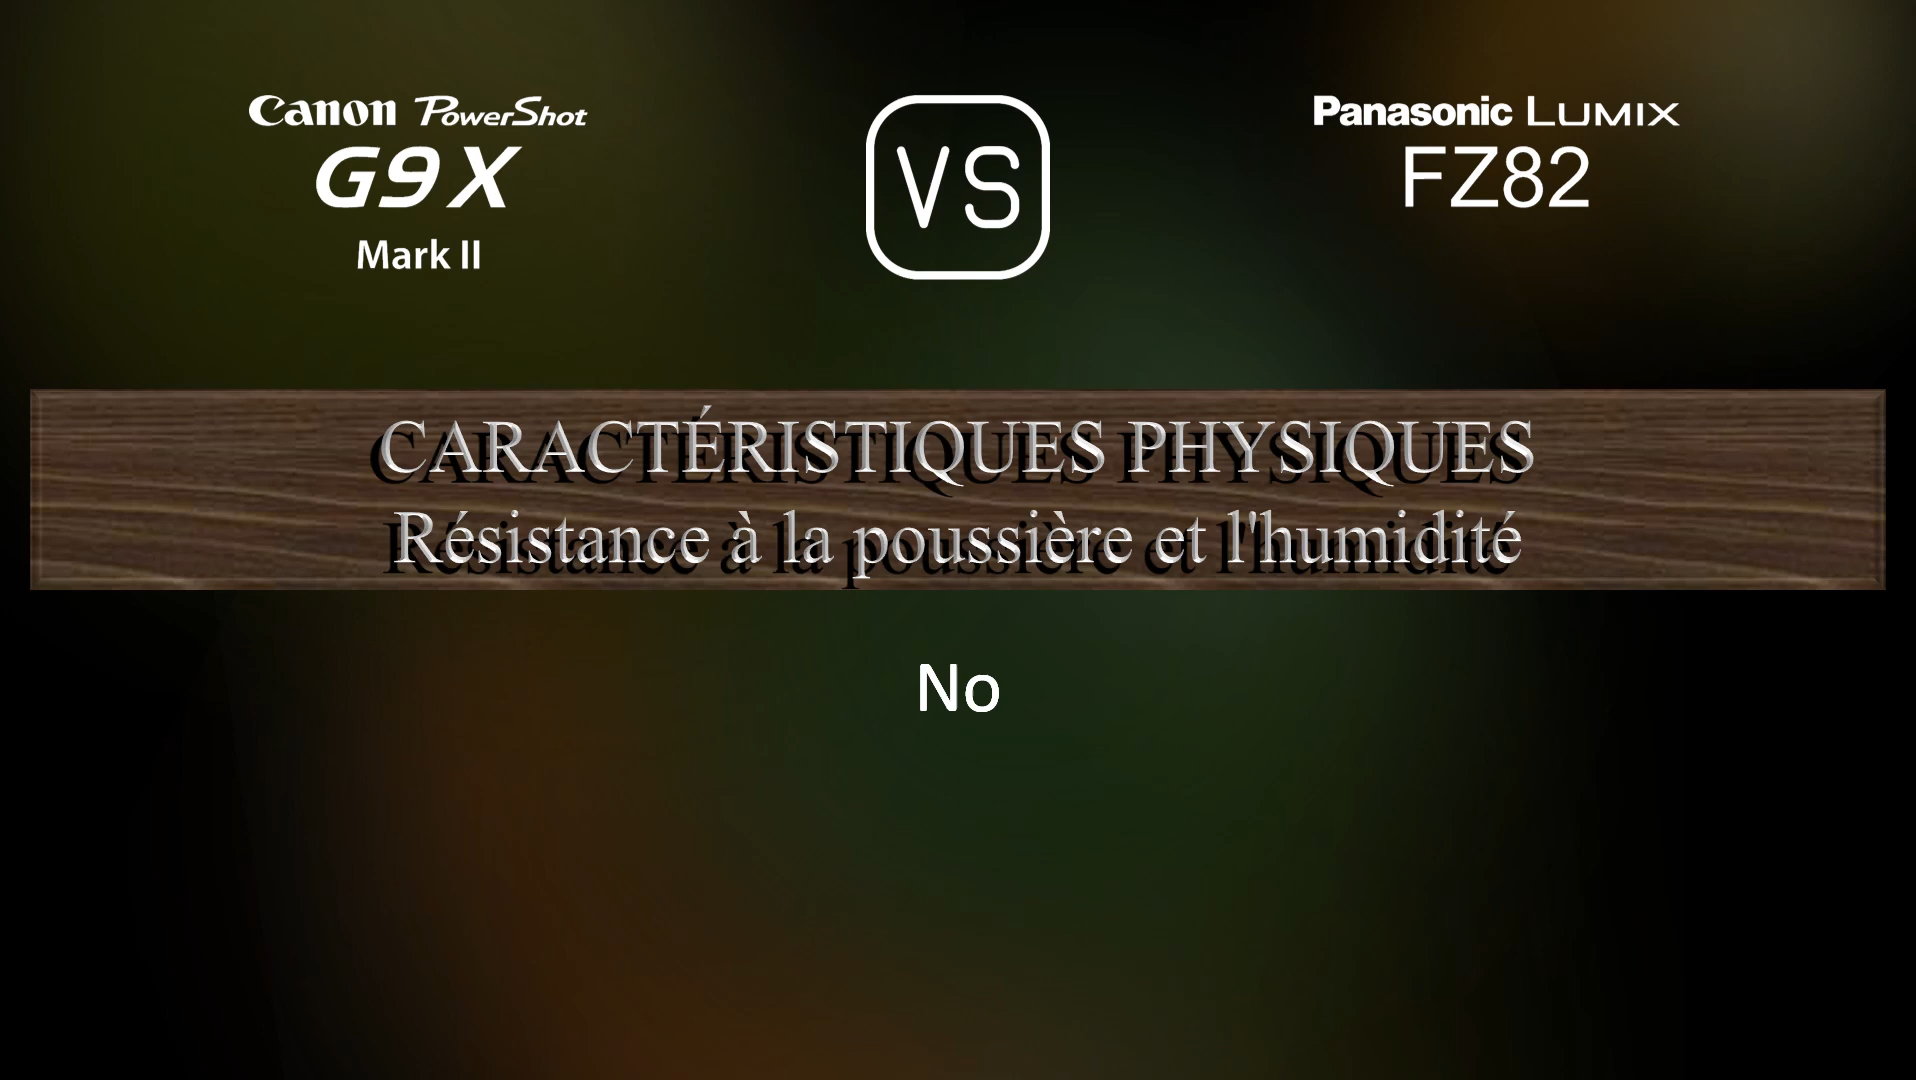 Canon PowerShot
G9 X
Mark II
VS
Panasonic LUMIX
FZ82
CARACTÉRISTIQUES PHYSIQUES
Résistance à la poussière et l'humidité
No